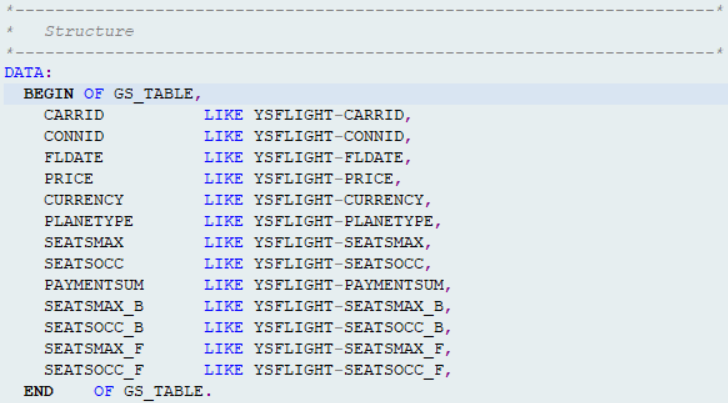 *----------------------------------------------------------------------*
*   Structure
*----------------------------------------------------------------------*
DATA:
  BEGIN OF GS_TABLE,
    CARRID          LIKE YSFLIGHT-CARRID,
    CONNID          LIKE YSFLIGHT-CONNID,
    FLDATE          LIKE YSFLIGHT-FLDATE,
    PRICE           LIKE YSFLIGHT-PRICE,
    CURRENCY        LIKE YSFLIGHT-CURRENCY,
    PLANETYPE       LIKE YSFLIGHT-PLANETYPE,
    SEATSMAX        LIKE YSFLIGHT-SEATSMAX,
    SEATSOCC        LIKE YSFLIGHT-SEATSOCC,
    PAYMENTSUM      LIKE YSFLIGHT-PAYMENTSUM,
    SEATSMAX_B      LIKE YSFLIGHT-SEATSMAX_B,
    SEATSOCC_B      LIKE YSFLIGHT-SEATSOCC_B,
    SEATSMAX_F      LIKE YSFLIGHT-SEATSMAX_F,
    SEATSOCC_F      LIKE YSFLIGHT-SEATSOCC_F,
  END    OF GS_TABLE.